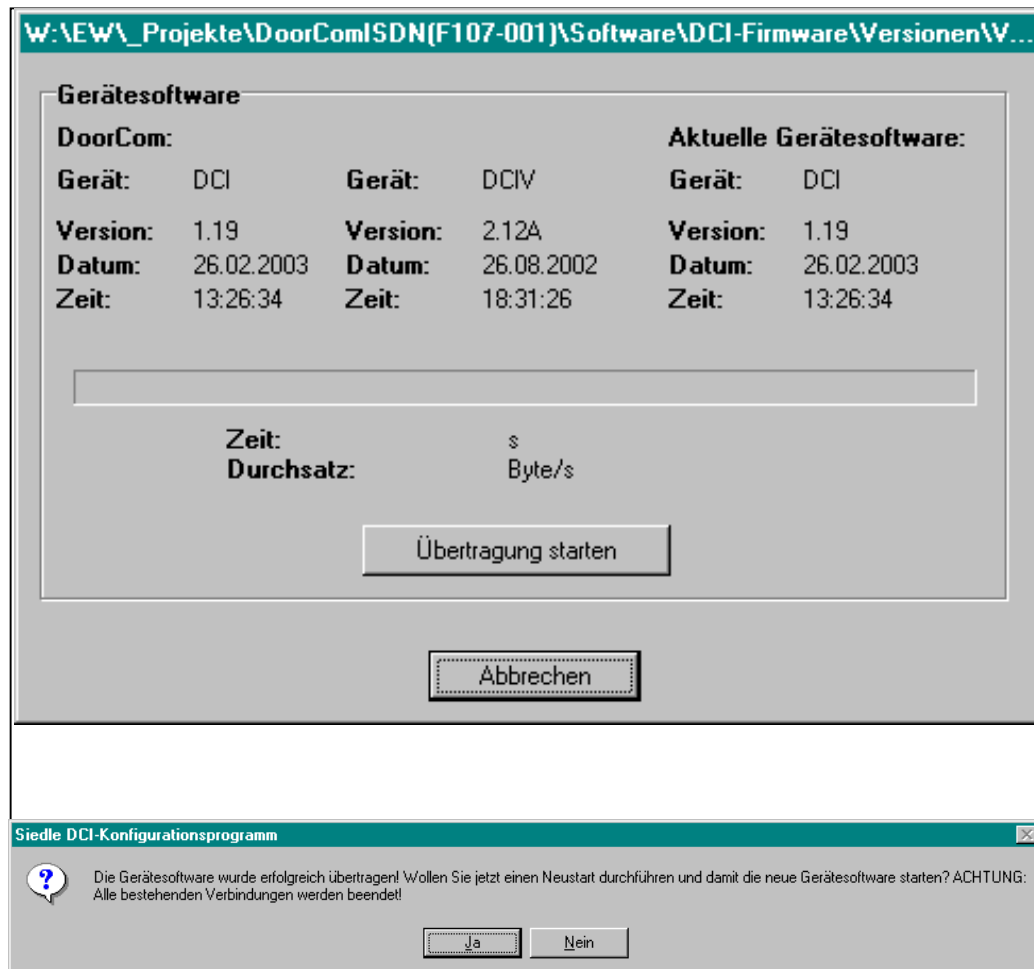 W:\EW\_Projekte\DoorComISDN(F107-001)\Software\DCI-Firmware\Versionen\V...
Gerätesoftware
DoorCom: Aktuelle Gerätesoftware:
Gerät: DCI Gerät: DCIV Gerät: DCI
Version: 1.19 Version: 2.12A Version: 1.19
Datum: 26.02.2003 Datum: 26.08.2002 Datum: 26.02.2003
Zeit: 13:26:34 Zeit: 18:31:26 Zeit: 13:26:34
Zeit: s
Durchsatz: Byte/s
Übertragung starten
Abbrechen
Siedle DCI-Konfigurationsprogramm
Die Gerätesoftware wurde erfolgreich übertragen! Wollen Sie jetzt einen Neustart durchführen und damit die neue Gerätesoftware starten? ACHTUNG:
Alle bestehenden Verbindungen werden beendet!
Ja Nein